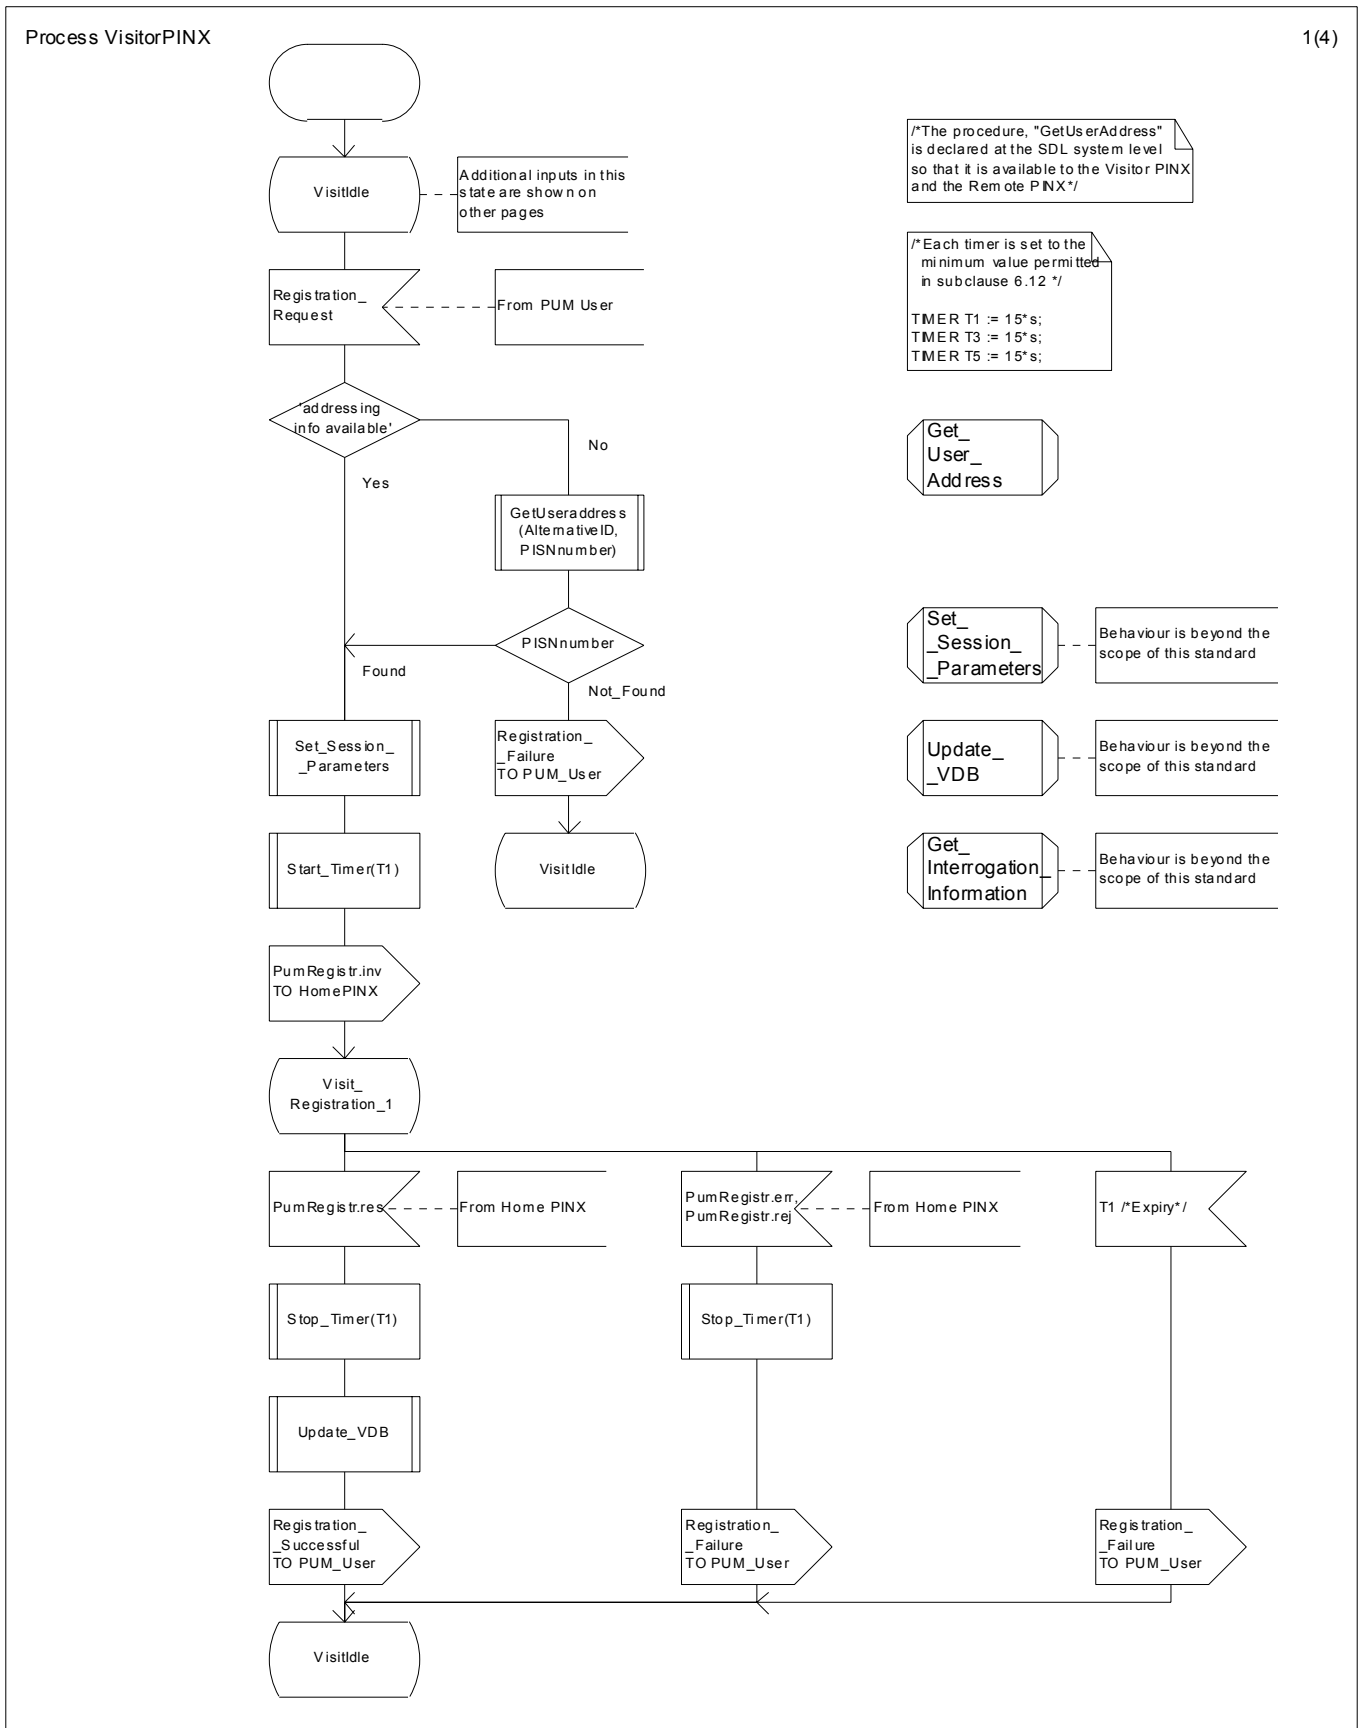 Process VisitorPINX
1(4)
VisitIdle
Additional inputs in this
state are shown on
other pages
Registration_
Request
From PUM User
'addressing
info available'
No
Yes
GetUseraddress
(AlternativeID,
PISNnumber)
PISNnumber
Found
Not_Found
Set_Session_
_Parameters
Registration_
_Failure
TO PUM_User
Start_Timer(T1)
VisitIdle
PumRegistr.inv
TO HomePINX
Visit_
Registration_1
/*The procedure, "GetUserAddress"
is declared at the SDL system level
so that it is available to the Visitor PINX
and the Remote PINX*/
/*Each timer is set to the
minimum value permitted
in subclause 6.12 */
TIMER T1 := 15*s;
TIMER T3 := 15*s;
TIMER T5 := 15*s;
Get_
User_
Address
Set_
_Session_
_Parameters
Behaviour is beyond the
scope of this standard
Update_
_VDB
Behaviour is beyond the
scope of this standard
Get_
Interrogation_
Information
Behaviour is beyond the
scope of this standard
PumRegistr.res
From Home PINX
PumRegistr.err,
PumRegistr.rej
From Home PINX
T1 /*Expiry*/
Stop_Timer(T1)
Stop_Timer(T1)
Update_VDB
Registration_
_Successful
TO PUM_User
Registration_
_Failure
TO PUM_User
Registration_
_Failure
TO PUM_User
VisitIdle